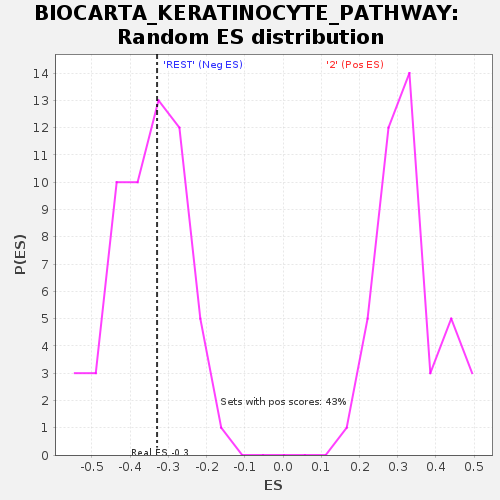 BIOCARTA_KERATINOCYTE_PATHWAY:
Random ES distribution
'REST' (Neg ES)
'2' (Pos ES)
14
13
12
11
10
9
8
7
6
5
4
3
2
1
0
P(ES)
Sets with pos scores: 43%
Real ES -0.3
-0.5 -0.4 -0.3 -0.2 -0.1 0.0 0.1 0.2 0.3 0.4 0.5
ES